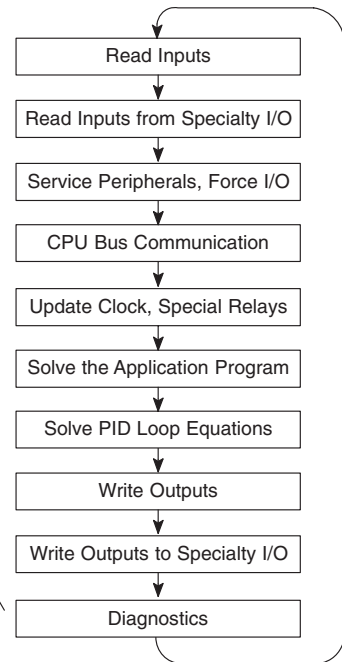 Read Inputs
Read Inputs from Specialty I/O
Service Peripherals, Force I/O
CPU Bus Communication
Update Clock, Special Relays
Solve the Application Program
Solve PID Loop Equations
Write Outputs
Write Outputs to Specialty I/O
Diagnostics